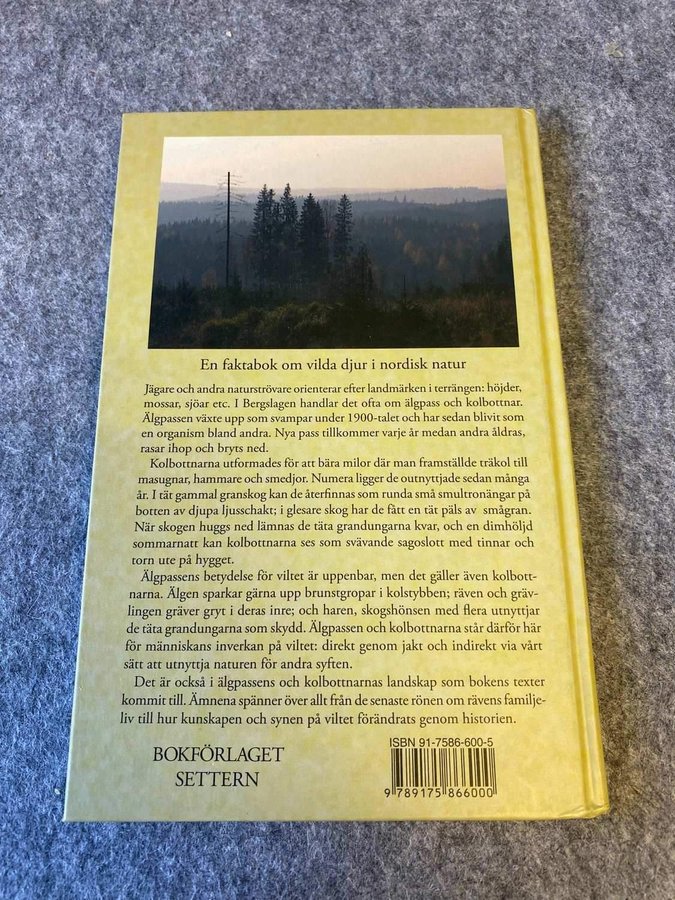 En faktabok om vilda djur i nordisk natur
Jägare och andra naturströvare orienterar efter landmärken i terrängen: höjder,
mossar, sjöar etc. I Bergslagen handlar det ofta om älgpass och kolbottnar.
Älgpassen växte upp som svampar under 1900-talet och har sedan blivit som
en organism bland andra. Nya pass tillkommer varje år medan andra åldras,
rasar ihop och bryts ned.
Kolbottnarna utformades för att bära milor där man framställde träkol till
masugnar, hammare och smedjor. Numera ligger de outnyttjade sedan många
år. I tät gammal granskog kan de återfinnas som runda små smultronängar på
botten av djupa ljusschakt; i glesare skog har de fått en tät päls av smågran.
När skogen huggs ned lämnas de täta grandungarna kvar, och en dimhöljd
sommarnatt kan kolbottnarna ses som svävande sagoslott med tinnar och
torn ute på hygget.
Älgpassens betydelse för viltet är uppenbar, men det gäller även kolbott-
narna. Älgen sparkar gärna upp brunstgropar i kolstybben; räven och gräv-
lingen gräver gryt i deras inre; och haren, skogshönsen med flera utnyttjar
de täta grandungarna som skydd. Älgpassen och kolbottnarna står därför här
för människans inverkan på viltet: direkt genom jakt och indirekt via vårt
sätt att utnyttja naturen för andra syften.
Det är också i älgpassens och kolbottnarnas landskap som bokens texter
kommit till. Ämnena spänner över allt från de senaste rönen om rävens familje-
liv till hur kunskapen och synen på viltet förändrats genom historien.
BOKFÖRLAGET
SETTERN
ISBN 91-7586-600-5
9 789175 866000